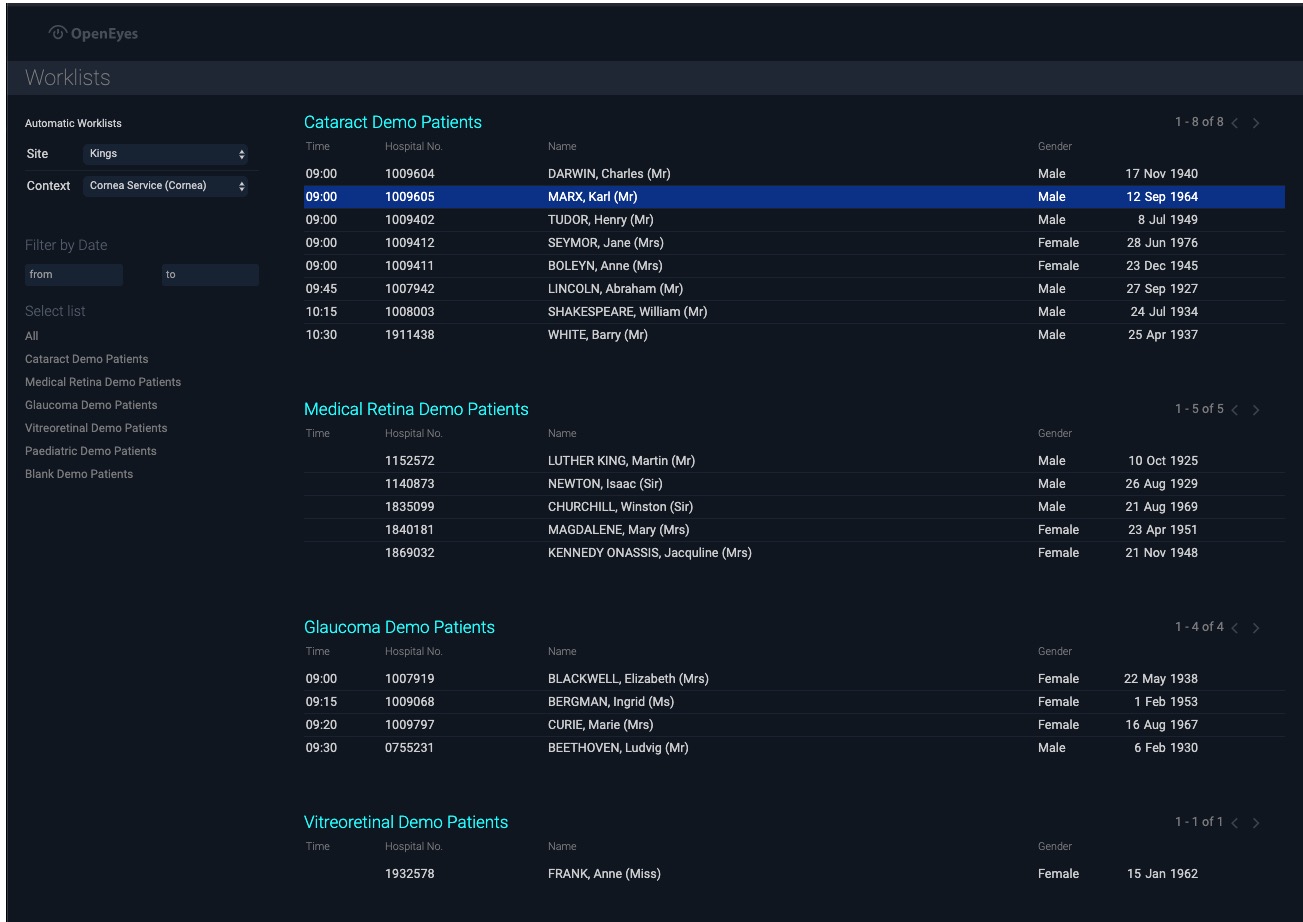 OpenEyes
Worklists
Automatic Worklists
Site Kings
Context Cornea Service (Cornea)
Filter by Date
from to
Select list
All
Cataract Demo Patients
Medical Retina Demo Patients
Glaucoma Demo Patients
Vitreoretinal Demo Patients
Paediatric Demo Patients
Blank Demo Patients
Cataract Demo Patients 1 - 8 of 8
Time Hospital No. Name Gender
09:00 1009604 DARWIN, Charles (Mr) Male 17 Nov 1940
09:00 1009605 MARX, Karl (Mr) Male 12 Sep 1964
09:00 1009402 TUDOR, Henry (Mr) Male 8 Jul 1949
09:00 1009412 SEYMOR, Jane (Mrs) Female 28 Jun 1976
09:00 1009411 BOLEYN, Anne (Mrs) Female 23 Dec 1945
09:45 1007942 LINCOLN, Abraham (Mr) Male 27 Sep 1927
10:15 1008003 SHAKESPEARE, William (Mr) Male 24 Jul 1934
10:30 1911438 WHITE, Barry (Mr) Male 25 Apr 1937
Medical Retina Demo Patients 1 - 5 of 5
Time Hospital No. Name Gender
1152572 LUTHER KING, Martin (Mr) Male 10 Oct 1925
1140873 NEWTON, Isaac (Sir) Male 26 Aug 1929
1835099 CHURCHILL, Winston (Sir) Male 21 Aug 1969
1840181 MAGDALENE, Mary (Mrs) Female 23 Apr 1951
1869032 KENNEDY ONASSIS, Jacquline (Mrs) Female 21 Nov 1948
Glaucoma Demo Patients 1 - 4 of 4
Time Hospital No. Name Gender
09:00 1007919 BLACKWELL, Elizabeth (Mrs) Female 22 May 1938
09:15 1009068 BERGMAN, Ingrid (Ms) Female 1 Feb 1953
09:20 1009797 CURIE, Marie (Mrs) Female 16 Aug 1967
09:30 0755231 BEETHOVEN, Ludvig (Mr) Male 6 Feb 1930
Vitreoretinal Demo Patients 1 - 1 of 1
Time Hospital No. Name Gender
1932578 FRANK, Anne (Miss) Female 15 Jan 1962